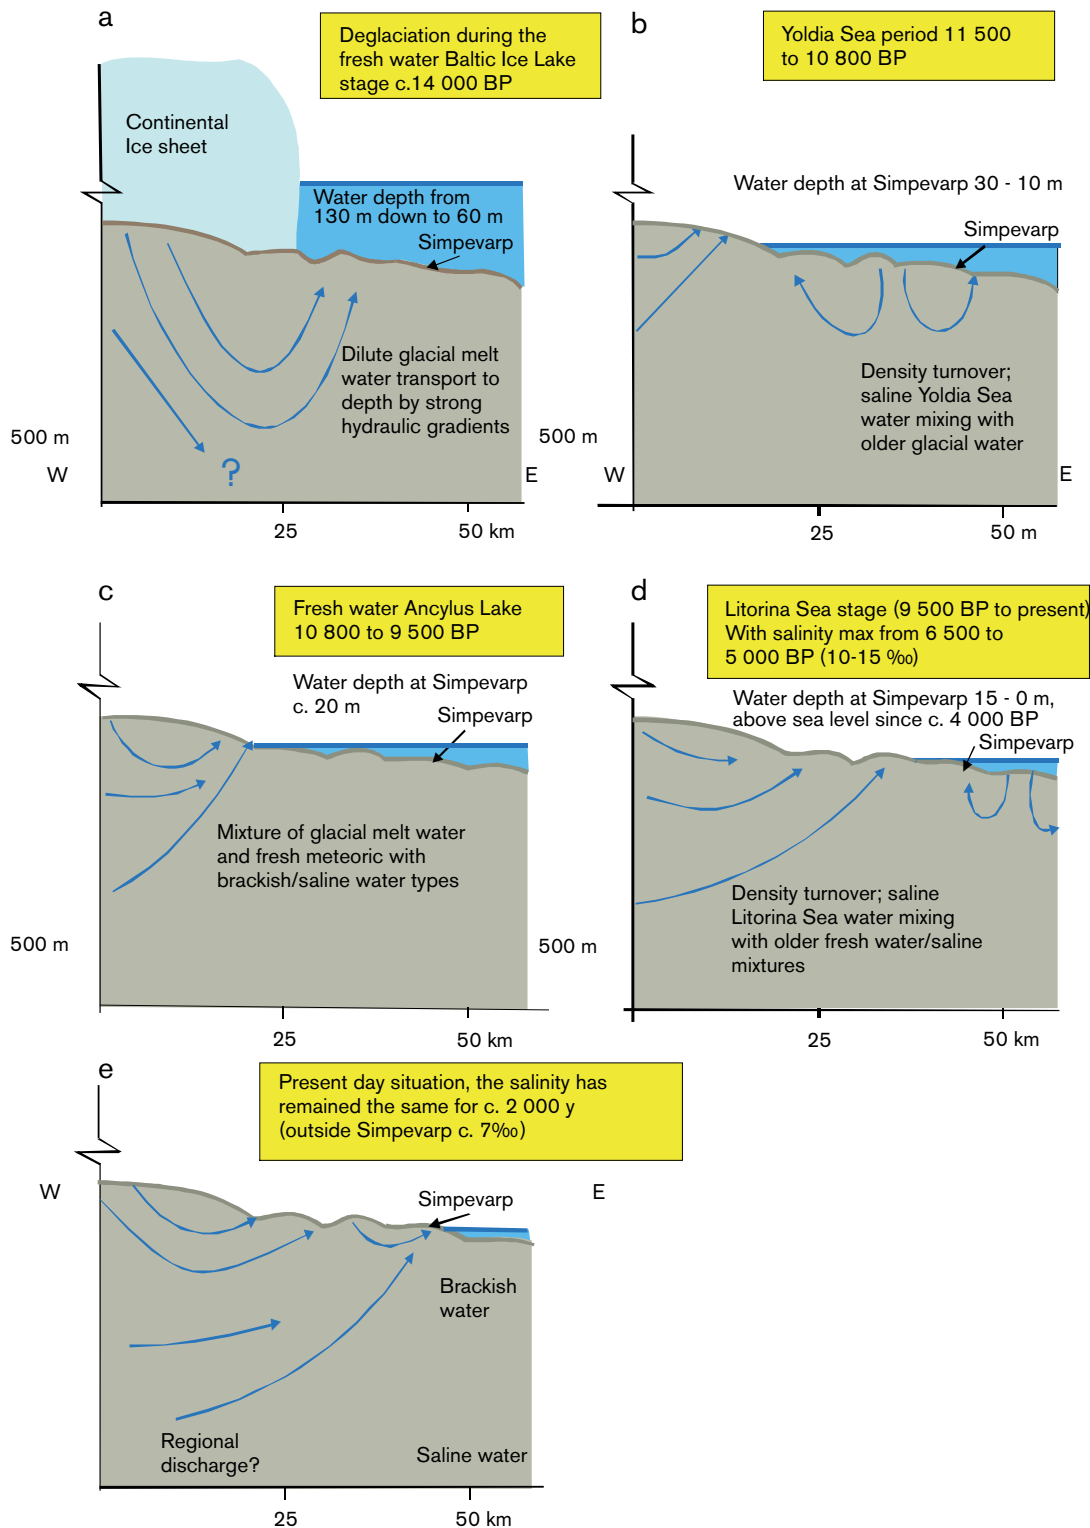 a
Deglaciation during the
fresh water Baltic Ice Lake
stage c.14 000 BP
Continental
Ice sheet
Water depth from
130 m down to 60 m
Simpevarp
Dilute glacial melt
water transport to
depth by strong
hydraulic gradients
500 m
W
?
E
25
50 km
b
Yoldia Sea period 11 500
to 10 800 BP
Water depth at Simpevarp 30 - 10 m
Simpevarp
Density turnover;
saline Yoldia Sea
water mixing with
older glacial water
500 m
W
E
25
50 m
c
Fresh water Ancylus Lake
10 800 to 9 500 BP
Water depth at Simpevarp
c. 20 m
Simpevarp
Mixture of glacial melt water
and fresh meteoric with
brackish/saline water types
500 m
25
50 km
d
Litorina Sea stage (9 500 BP to present)
With salinity max from 6 500 to
5 000 BP (10-15 ‰)
Water depth at Simpevarp 15 - 0 m,
above sea level since c. 4 000 BP
Simpevarp
Density turnover; saline
Litorina Sea water mixing
with older fresh water/saline
mixtures
500 m
25
50 km
e
Present day situation, the salinity has
remained the same for c. 2 000 y
(outside Simpevarp c. 7‰)
W
E
Simpevarp
Brackish
water
Regional
discharge?
Saline water
25
50 km